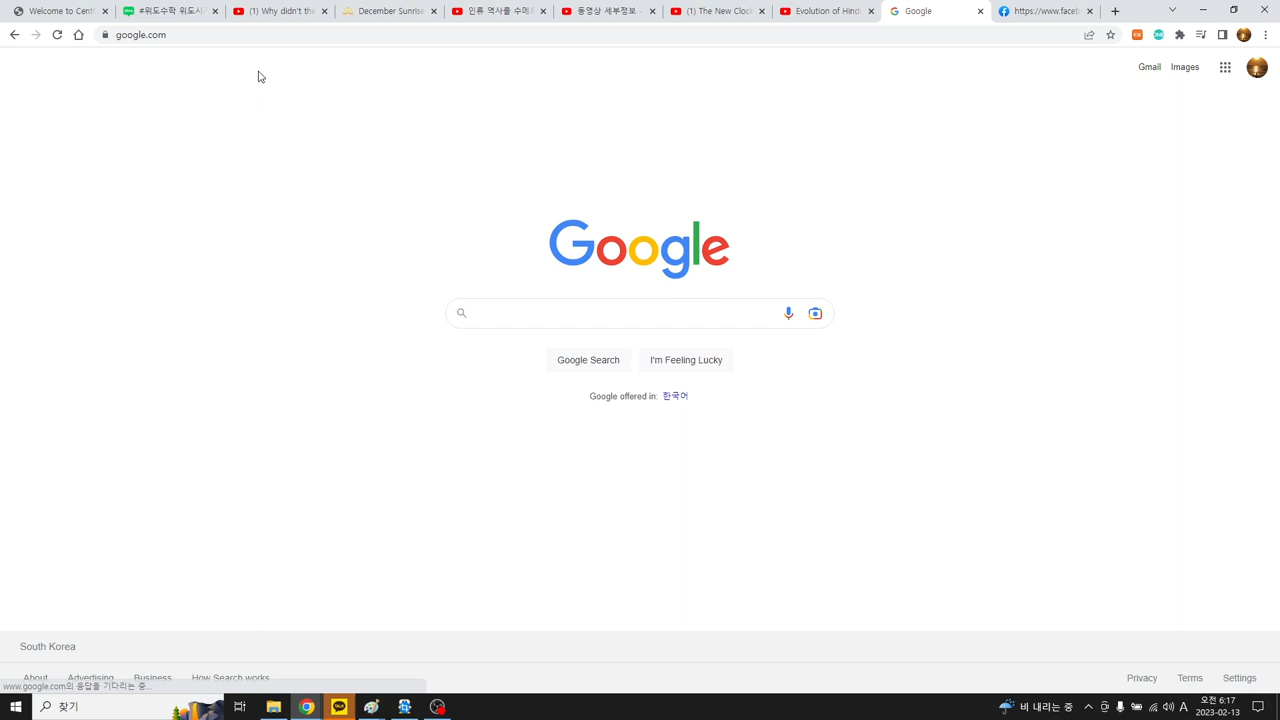 Welcome to Cent
#위도수학 위도시
(1) Why didn't the
December Sunrise
인류 역사를 수메르
동영상 세부정보 -
(1) The New Clock
Evolution of Hind
Google
https://www.faceb
google.com
Gmail Images
Google
Google Search I'm Feeling Lucky
Google offered in: 한국어
South Korea
About Advertising Business How Search works
Privacy Terms Settings
www.google.com의 응답을 기다리는 중...
찾기
비 내리는 중
A
오전 6:17
2023-02-13